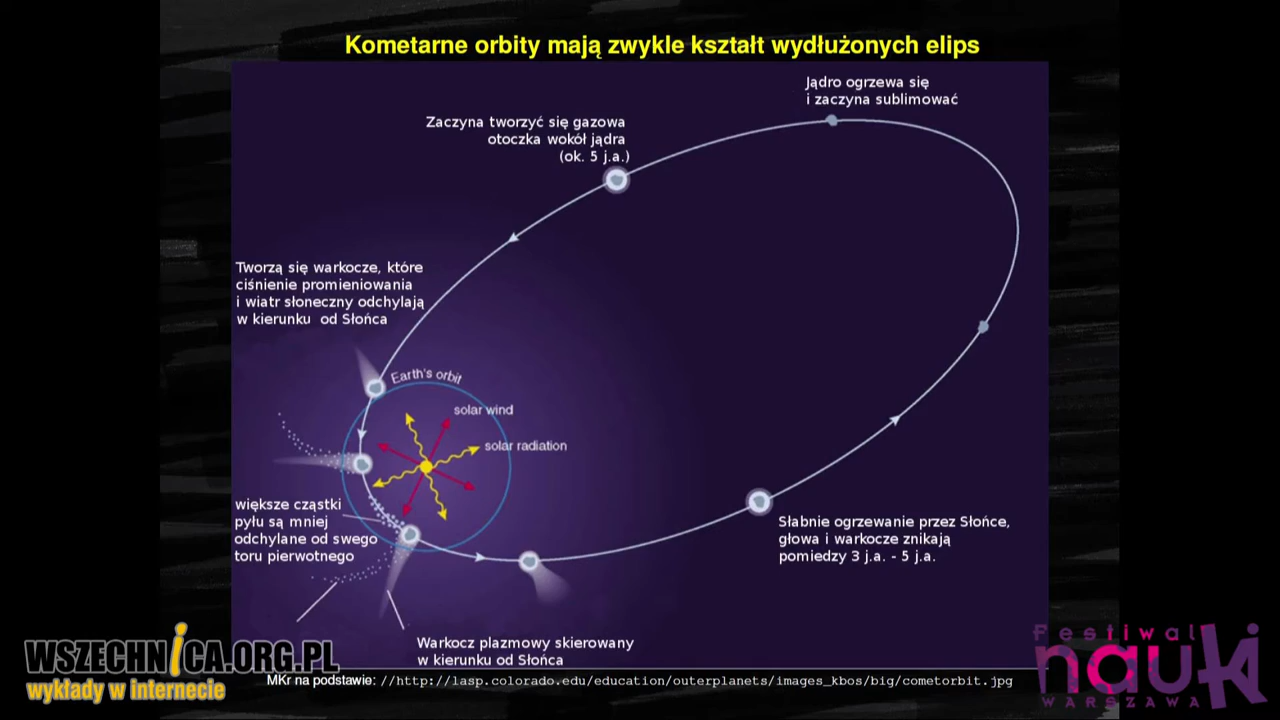 Kometarne orbity mają zwykle kształt wydłużonych elips
Jądro ogrzewa się
i zaczyna sublimować
Zaczyna tworzyć się gazowa
otoczka wokół jądra
(ok. 5 j.a.)
Tworzą się warkocze, które
ciśnienie promieniowania
i wiatr słoneczny odchylają
w kierunku od Słońca
Earth's orbit
solar wind
solar radiation
większe cząstki
pyłu są mniej
odchylane od swego
toru pierwotnego
Słabnie ogrzewanie przez Słońce,
głowa i warkocze znikają
pomiedzy 3 j.a. - 5 j.a.
Warkocz plazmowy skierowany
w kierunku od Słońca
MKr na podstawie: //http://lasp.colorado.edu/education/outerplanets/images_kbos/big/cometorbit.jpg
WSZECHNICA.ORG.PL
wykłady w internecie
Festiwal
nauki
WARSZAWA